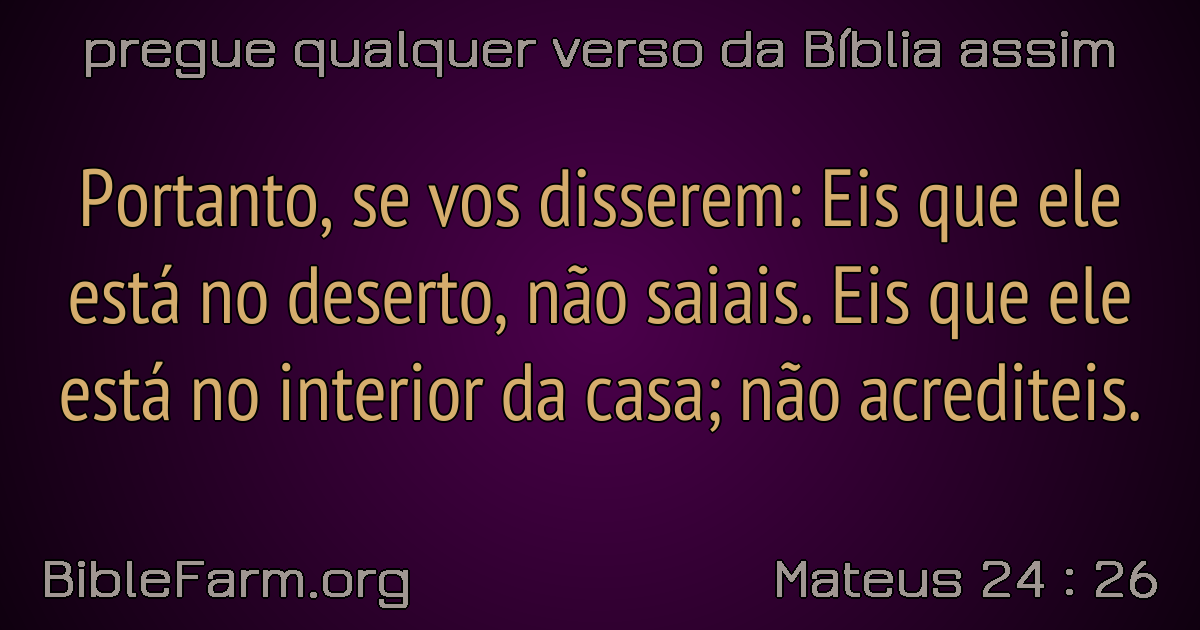 pregue qualquer verso da Bíblia assim
Portanto, se vos disserem: Eis que ele
está no deserto, não saiais. Eis que ele
está no interior da casa; não acrediteis.
BibleFarm.org
Mateus 24 : 26